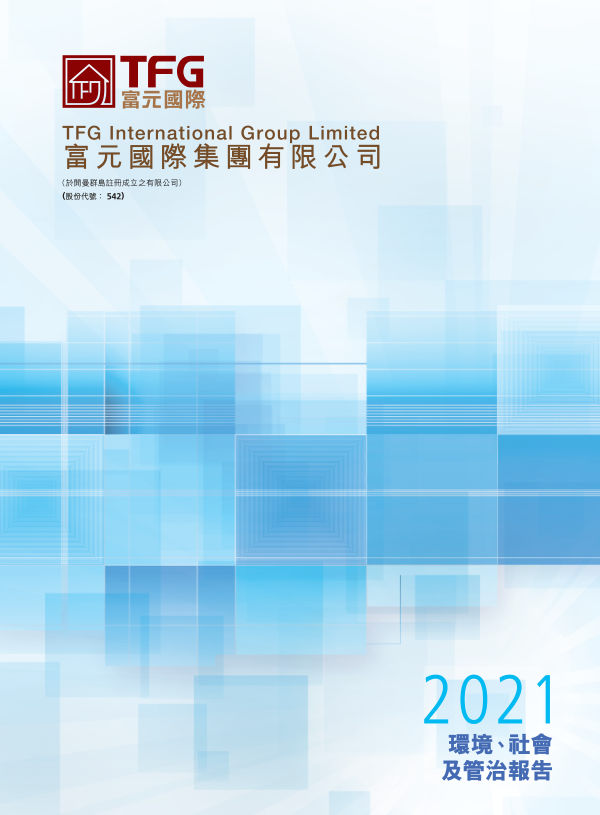 TFG
富元國際
TFG International Group Limited
富元國際集團有限公司
（於開曼群島註冊成立之有限公司）
（股份代號：542）
2021
環境、社會
及管治報告